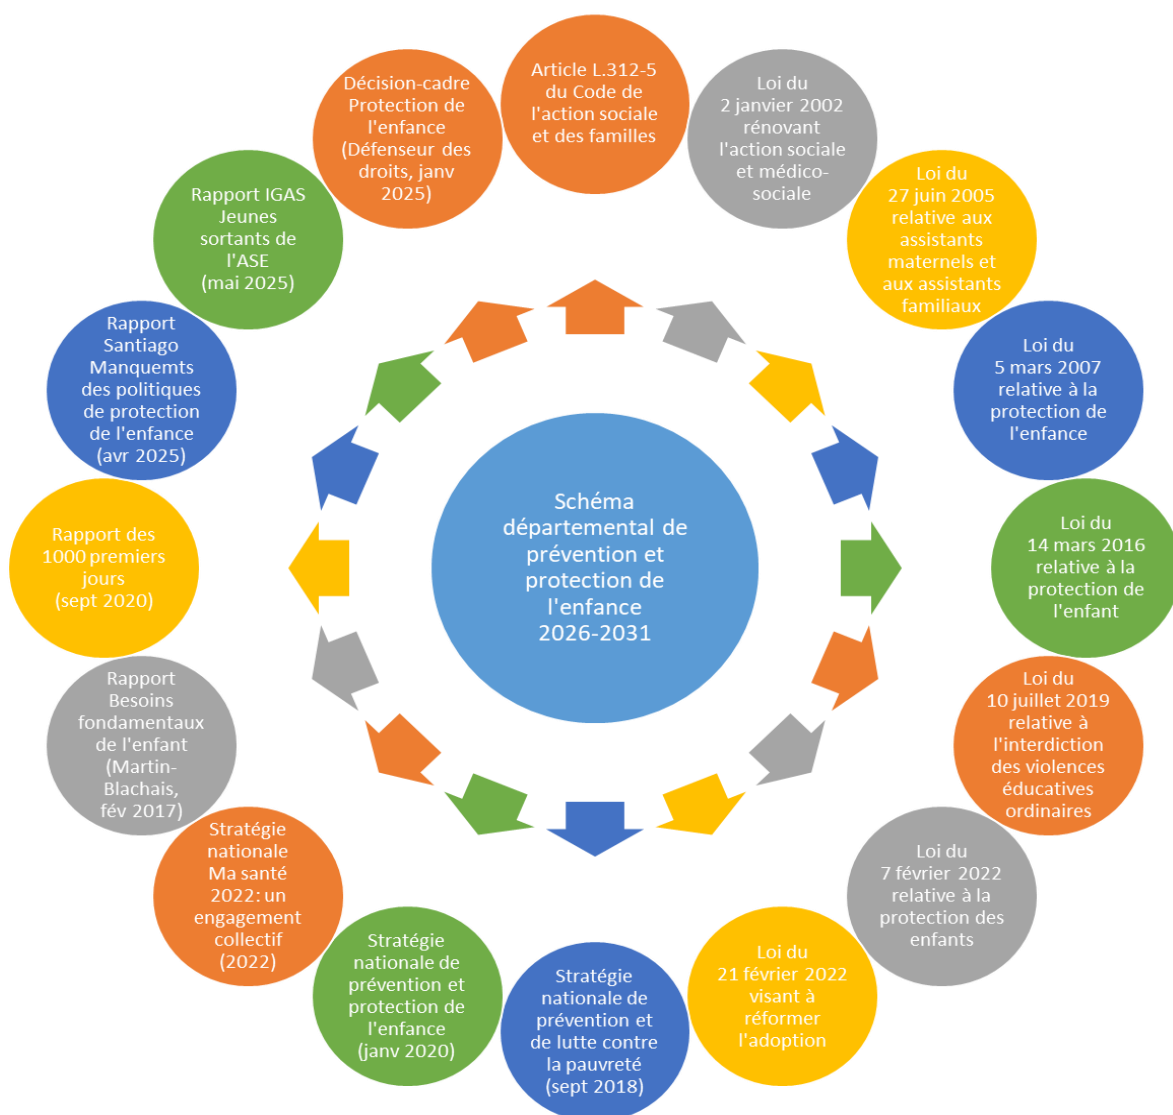 Article L.312-5
du Code de
l'action sociale
et des familles
Loi du
2 janvier 2002
rénovant
l'action sociale
et médico-
sociale
Loi du
27 juin 2005
relative aux
assistants
maternels et
aux assistants
familiaux
Loi du
5 mars 2007
relative à la
protection de
l'enfance
Loi du
14 mars 2016
relative à la
protection de
l'enfant
Loi du
10 juillet 2019
relative à
l'interdiction
des violences
éducatives
ordinaires
Loi du
7 février 2022
relative à la
protection des
enfants
Loi du
21 février 2022
visant à
réformer
l'adoption
Stratégie
nationale de
prévention et
de lutte contre
la pauvreté
(sept 2018)
Stratégie
nationale de
prévention et
protection de
l'enfance
(janv 2020)
Stratégie
nationale
Ma santé
2022: un
engagement
collectif
(2022)
Rapport
Besoins
fondamentaux
de l'enfant
(Martin-
Blachais,
fév 2017)
Rapport des
1000 premiers
jours
(sept 2020)
Rapport
Santiago
Manquemts
des politiques
de protection
de l'enfance
(avr 2025)
Rapport IGAS
Jeunes
sortants de
l'ASE
(mai 2025)
Décision-cadre
Protection de
l'enfance
(Défenseur des
droits, janv
2025)
Schéma
départemental de
prévention et
protection de
l'enfance
2026-2031